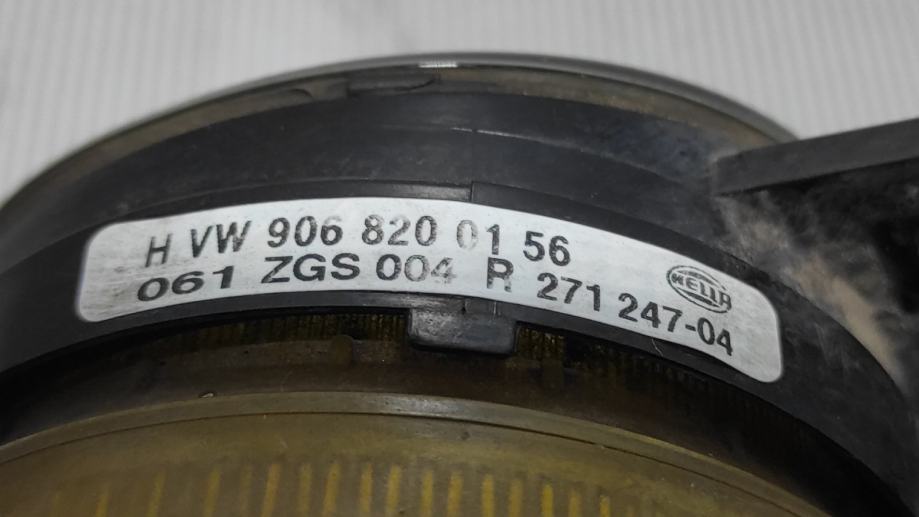 H VW 906 820 01 56
061 ZGS 004 R 271 247-04
HELLA